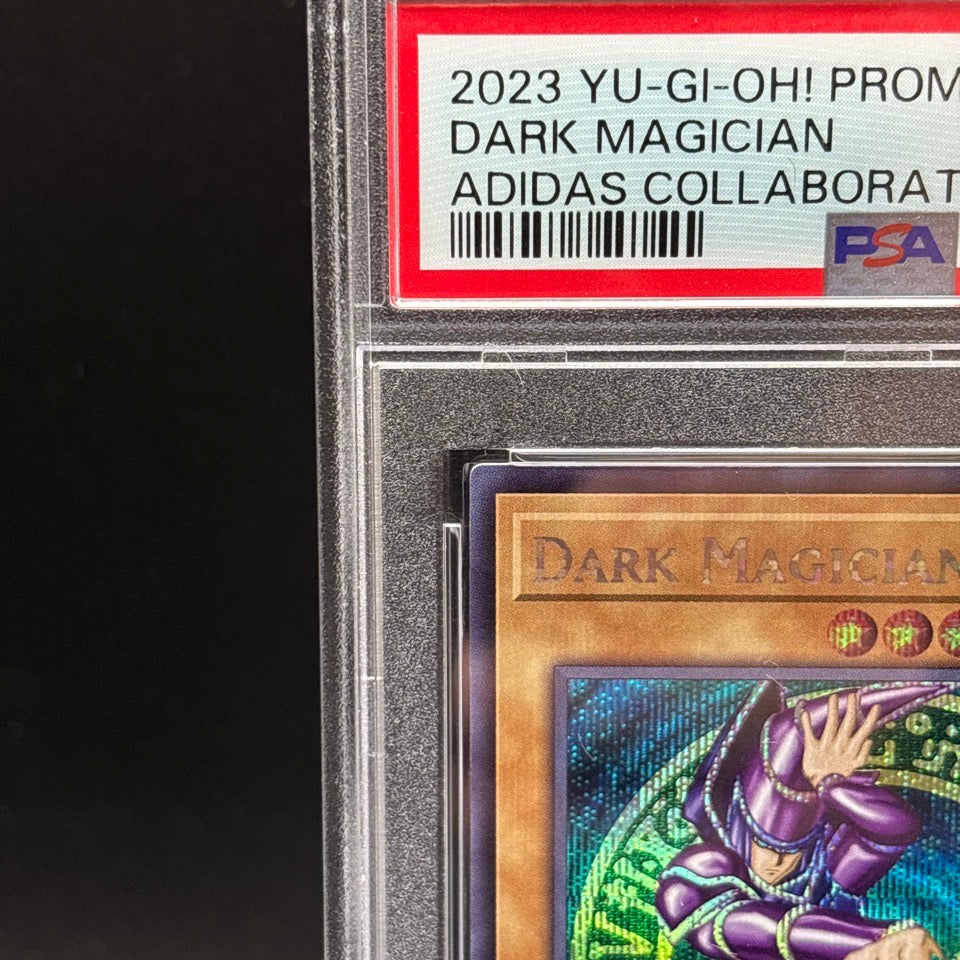 2023 YU-GI-OH! PROM
DARK MAGICIAN
ADIDAS COLLABORAT
PSA
DARK MAGICIAN